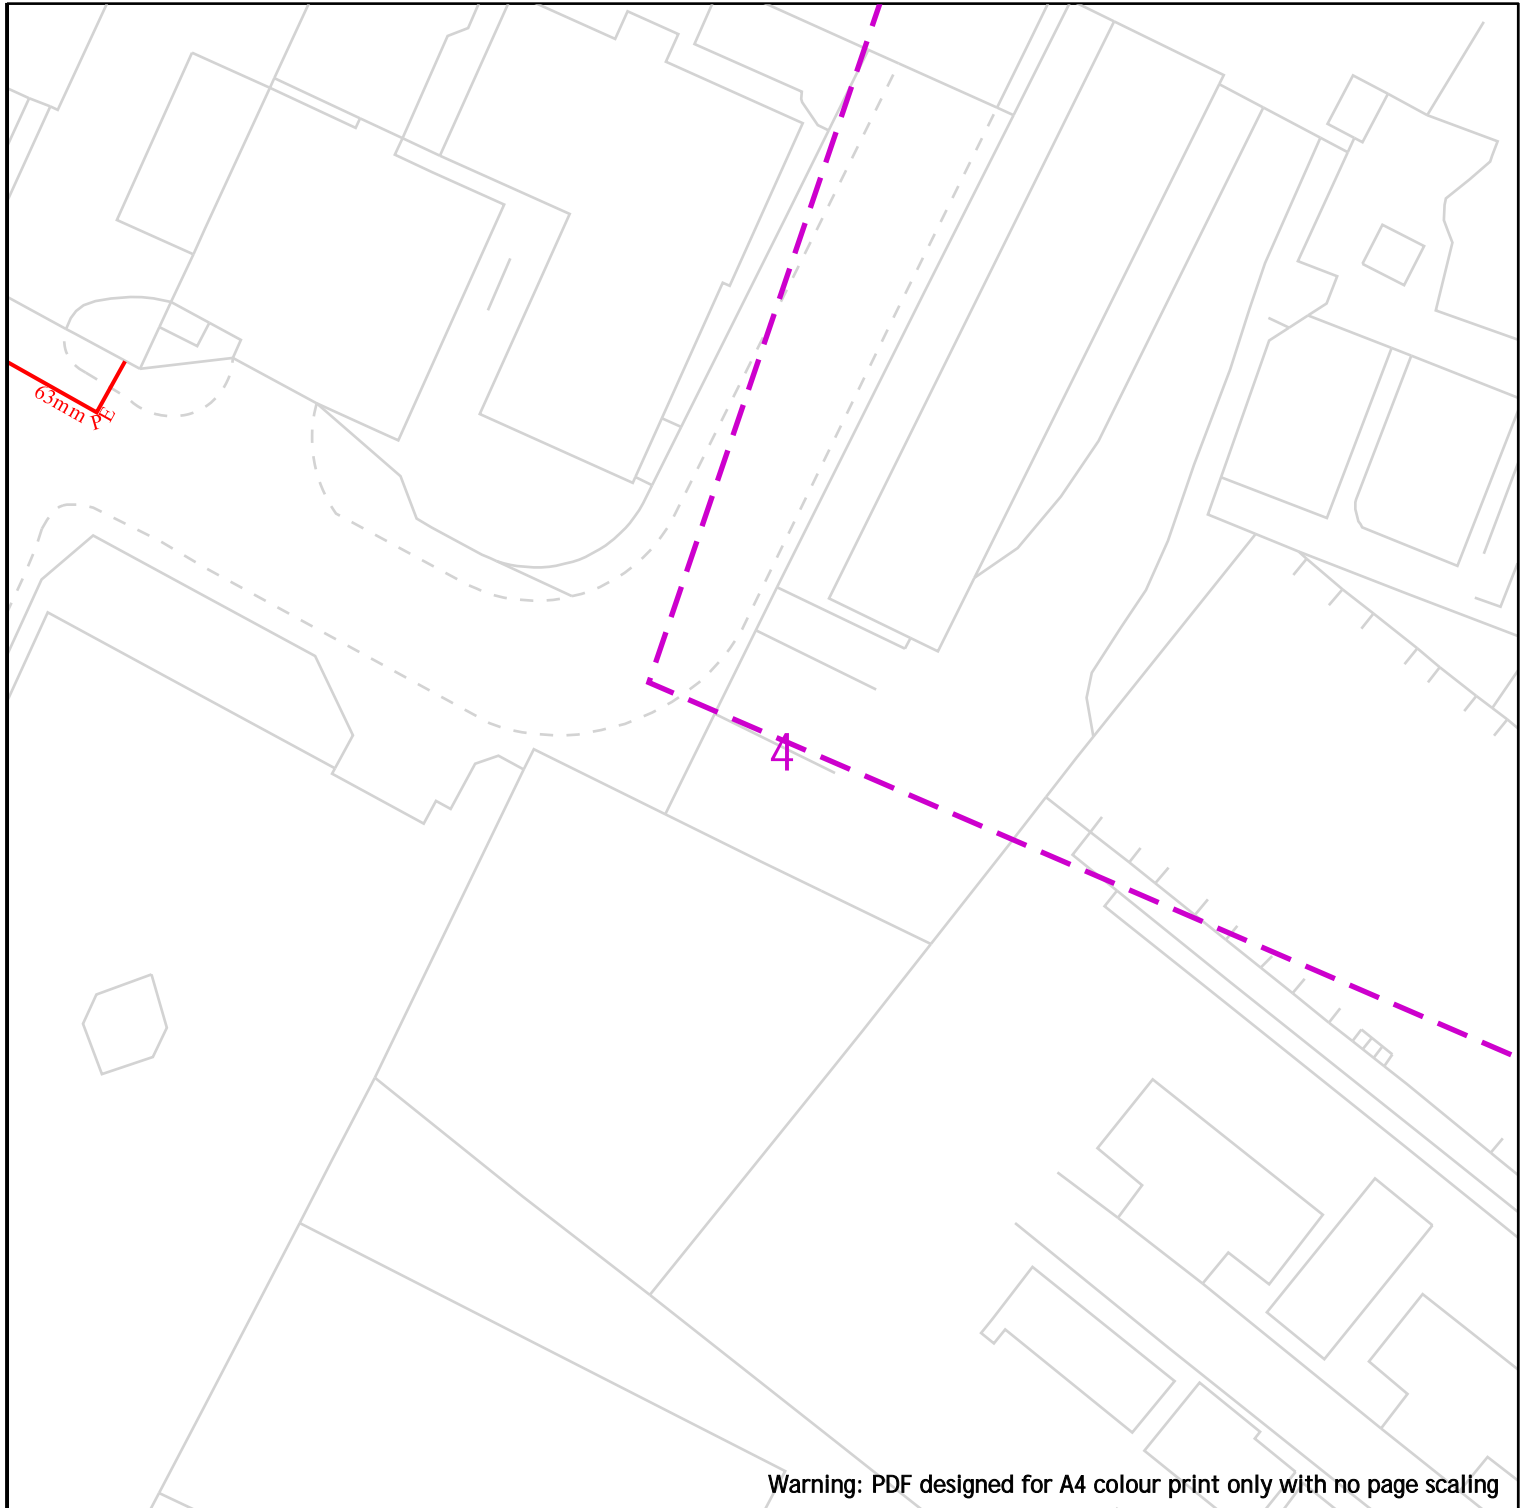 63mm PE
4
Warning: PDF designed for A4 colour print only with no page scaling